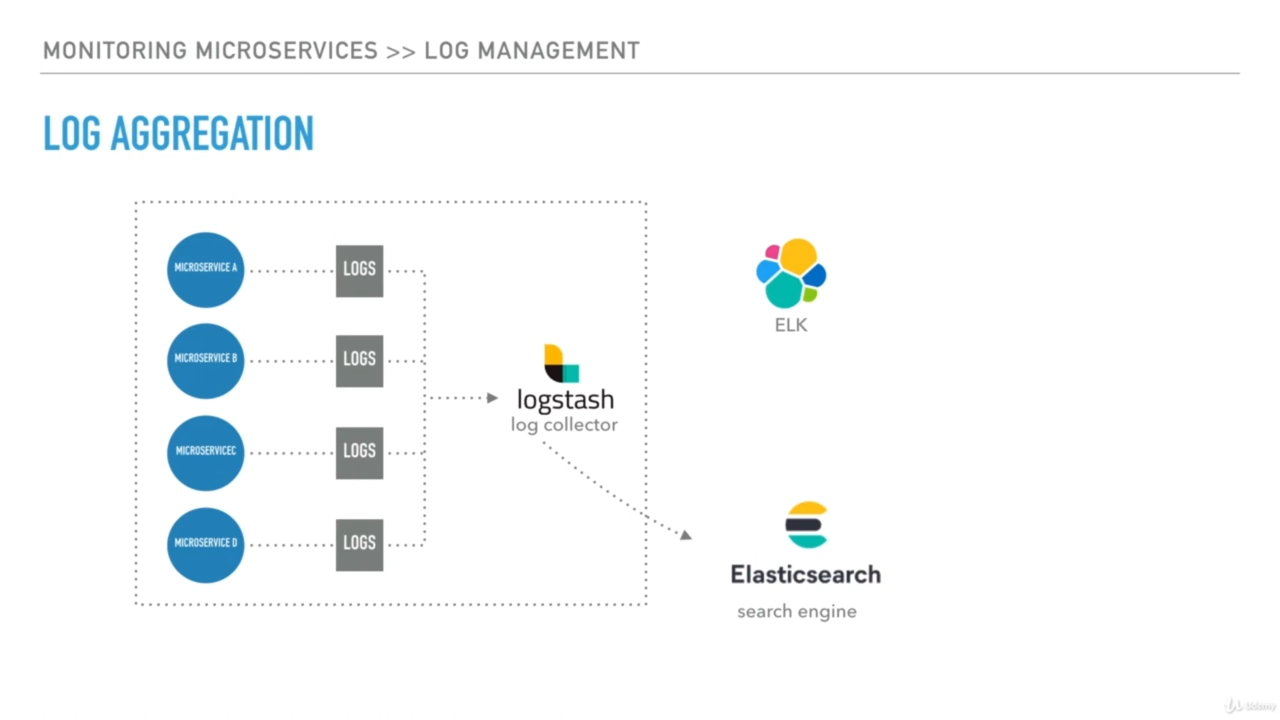 MONITORING MICROSERVICES >> LOG MANAGEMENT
LOG AGGREGATION
MICROSERVICE A
LOGS
MICROSERVICE B
LOGS
MICROSERVICEC
LOGS
MICROSERVICE D
LOGS
logstash
log collector
ELK
Elasticsearch
search engine
Udemy